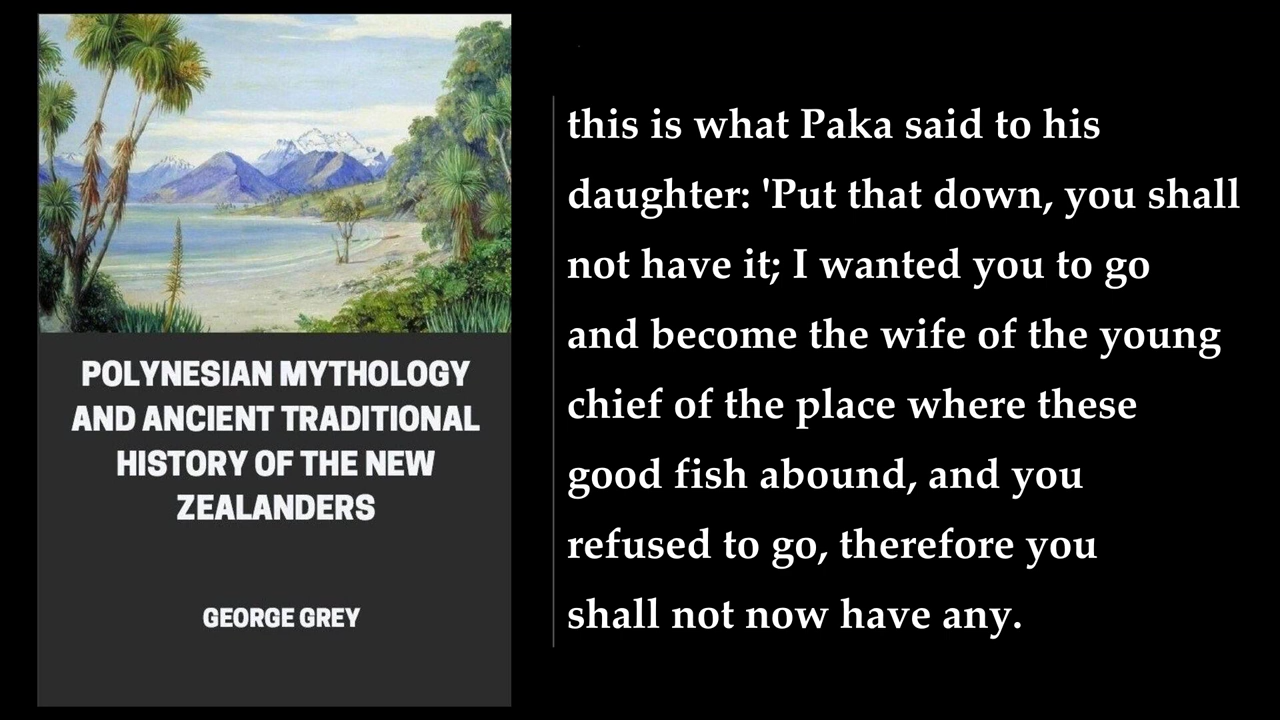 POLYNESIAN MYTHOLOGY
AND ANCIENT TRADITIONAL
HISTORY OF THE NEW
ZEALANDERS
GEORGE GREY
this is what Paka said to his
daughter: 'Put that down, you shall
not have it; I wanted you to go
and become the wife of the young
chief of the place where these
good fish abound, and you
refused to go, therefore you
shall not now have any.